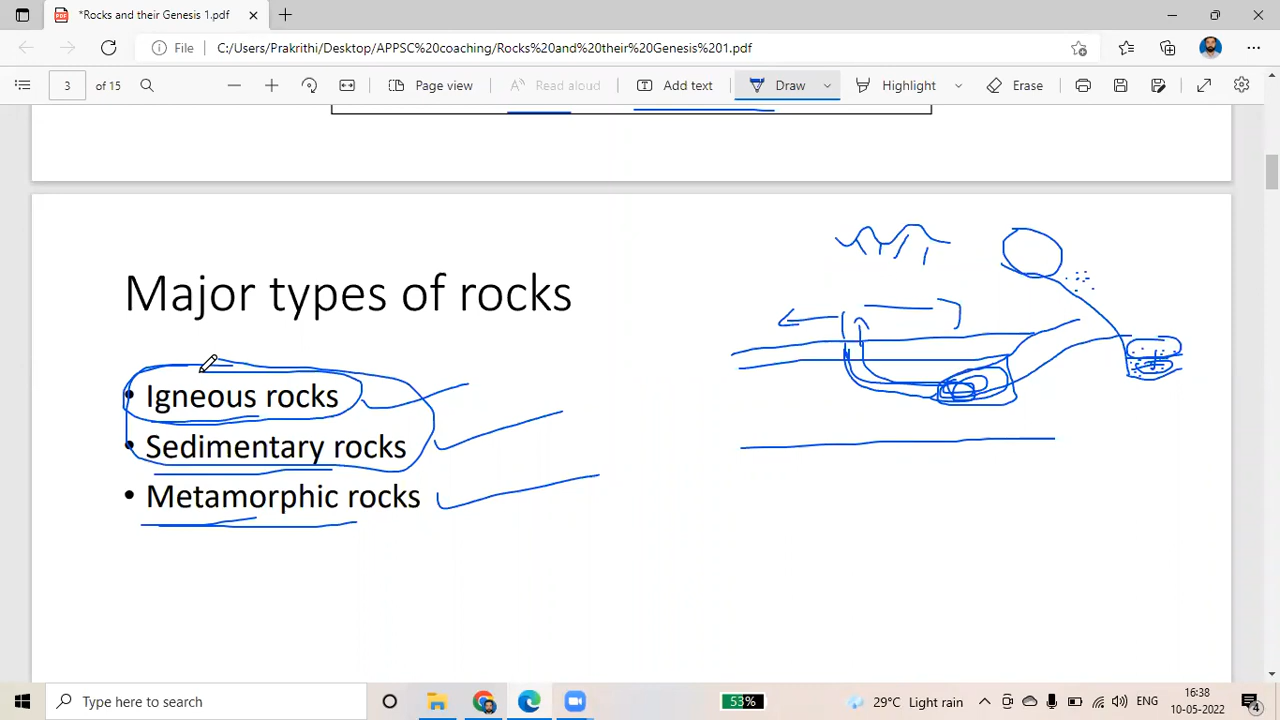 *Rocks and their Genesis 1.pdf
File C:/Users/Prakrithi/Desktop/APPSC%20coaching/Rocks%20and%20their%20Genesis%201.pdf
3 of 15 Page view Read aloud Add text Draw Highlight Erase
Major types of rocks
• Igneous rocks
• Sedimentary rocks
• Metamorphic rocks
Type here to search
53%
29°C Light rain
ENG
16:38
10-05-2022
4